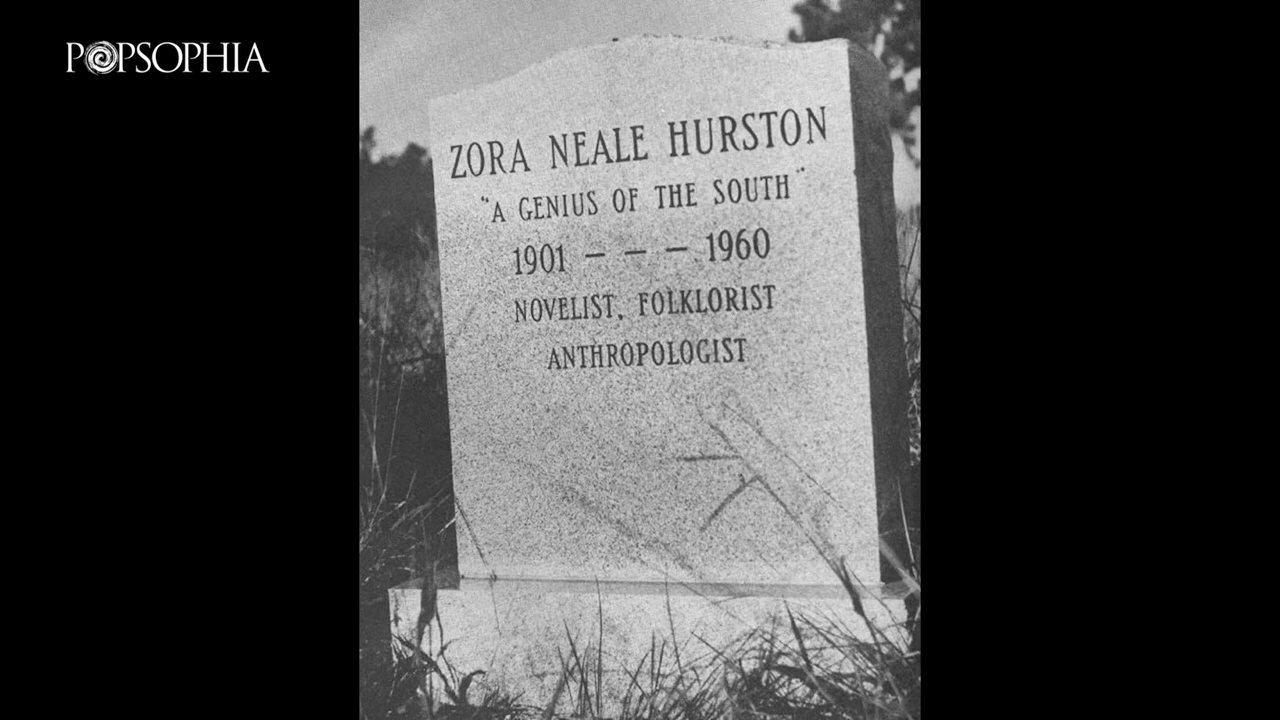 POPSOPHIA
ZORA NEALE HURSTON
"A GENIUS OF THE SOUTH"
1901 – – – 1960
NOVELIST, FOLKLORIST
ANTHROPOLOGIST